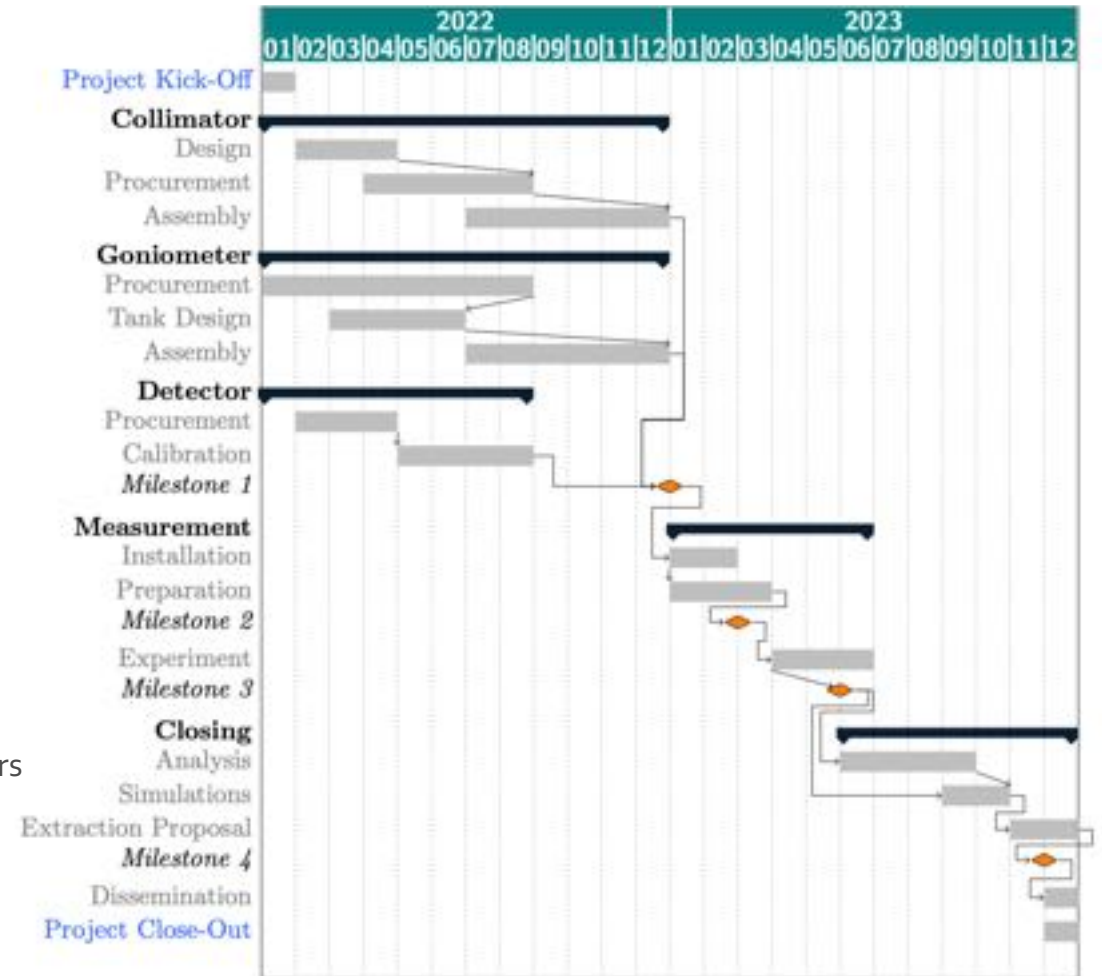 2022 2023
01 02 03 04 05 06 07 08 09 10 11 12 01 02 03 04 05 06 07 08 09 10 11 12
Project Kick-Off
Collimator
Design
Procurement
Assembly
Goniometer
Procurement
Tank Design
Assembly
Detector
Procurement
Calibration
Milestone 1
Measurement
Installation
Preparation
Milestone 2
Experiment
Milestone 3
Closing
rs
Analysis
Simulations
Extraction Proposal
Milestone 4
Dissemination
Project Close-Out